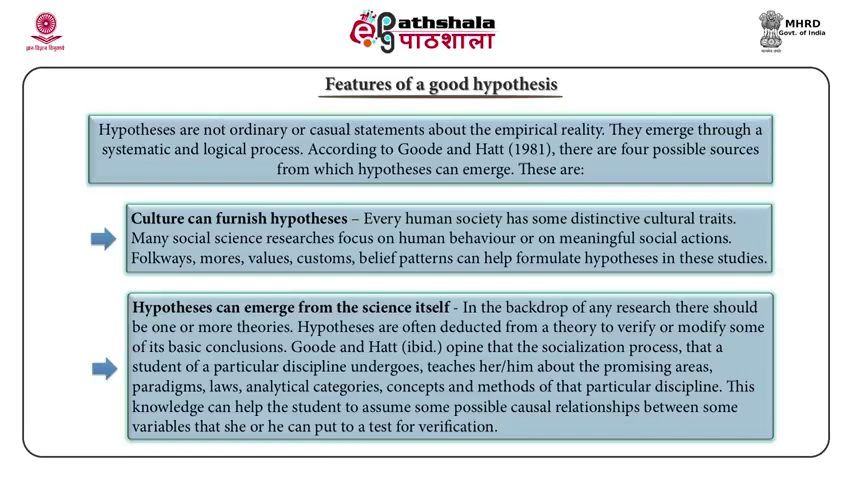 ePathshala
पाठशाला
MHRD
Govt. of India
Features of a good hypothesis
Hypotheses are not ordinary or casual statements about the empirical reality. They emerge through a
systematic and logical process. According to Goode and Hatt (1981), there are four possible sources
from which hypotheses can emerge. These are:
Culture can furnish hypotheses – Every human society has some distinctive cultural traits.
Many social science researches focus on human behaviour or on meaningful social actions.
Folkways, mores, values, customs, belief patterns can help formulate hypotheses in these studies.
Hypotheses can emerge from the science itself - In the backdrop of any research there should
be one or more theories. Hypotheses are often deducted from a theory to verify or modify some
of its basic conclusions. Goode and Hatt (ibid.) opine that the socialization process, that a
student of a particular discipline undergoes, teaches her/him about the promising areas,
paradigms, laws, analytical categories, concepts and methods of that particular discipline. This
knowledge can help the student to assume some possible causal relationships between some
variables that she or he can put to a test for verification.